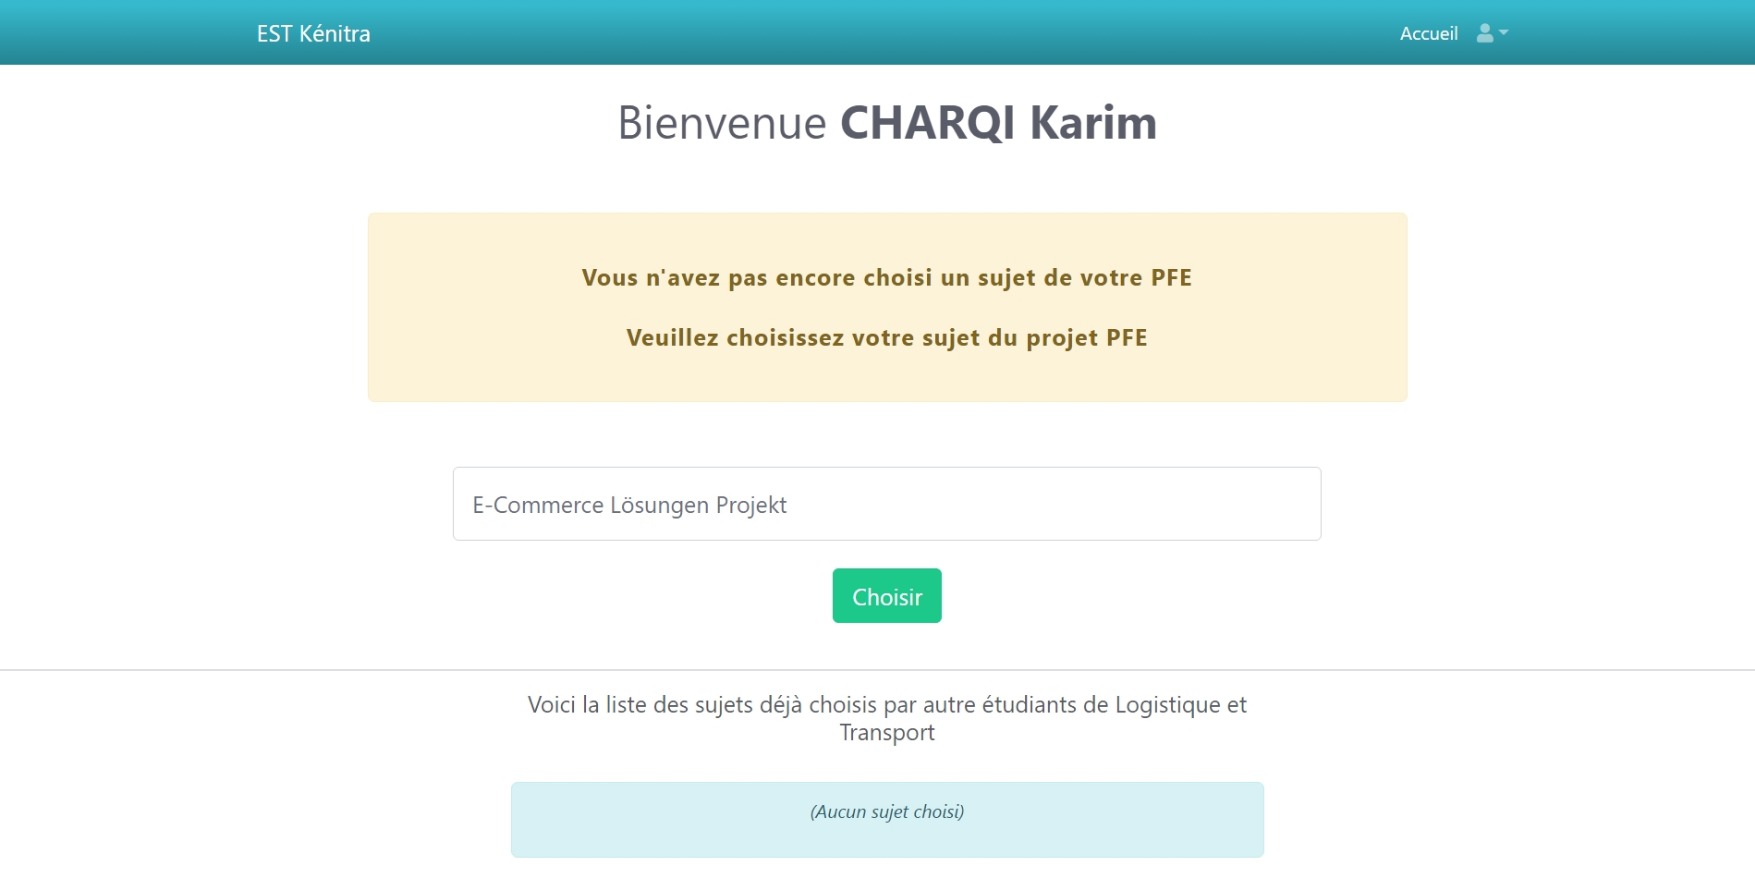 EST Kénitra
Accueil
Bienvenue CHARQI Karim
Vous n'avez pas encore choisi un sujet de votre PFE
Veuillez choisissez votre sujet du projet PFE
E-Commerce Lösungen Projekt
Choisir
Voici la liste des sujets déjà choisis par autre étudiants de Logistique et
Transport
(Aucun sujet choisi)